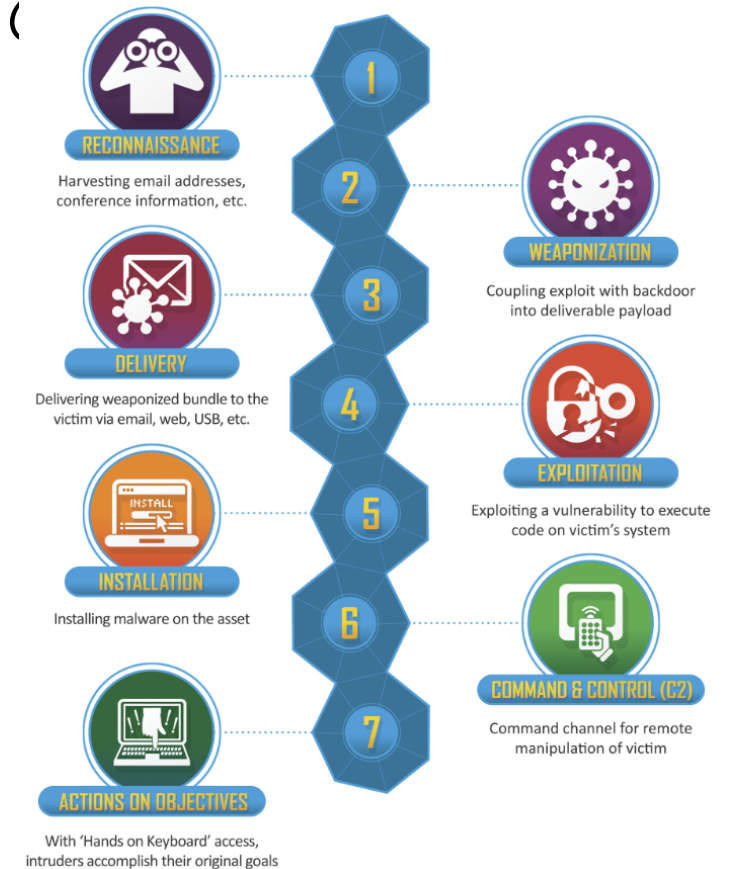 (
1
RECONNAISSANCE
Harvesting email addresses,
conference information, etc.
2
WEAPONIZATION
Coupling exploit with backdoor
into deliverable payload
3
DELIVERY
Delivering weaponized bundle to the
victim via email, web, USB, etc.
4
EXPLOITATION
Exploiting a vulnerability to execute
code on victim's system
5
INSTALL
INSTALLATION
Installing malware on the asset
6
COMMAND & CONTROL (C2)
Command channel for remote
manipulation of victim
7
ACTIONS ON OBJECTIVES
With ‘Hands on Keyboard’ access,
intruders accomplish their original goals